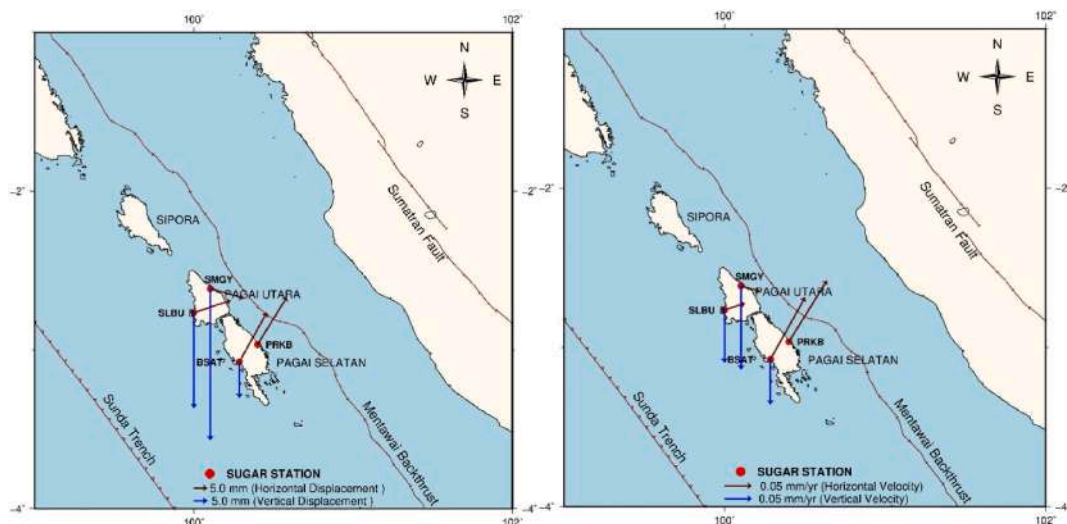 100°
102°
N
W E
S
-2°
-2°
Sumatran Fault
SIPORA
SMGY
PAGAI UTARA
SLBU
PRKB
BSAT
PAGAI SELATAN
Sunda Trench
Mentawai Backthrust
SUGAR STATION
5.0 mm (Horizontal Displacement )
5.0 mm (Vertical Displacement )
-4°
-4°
100°
102°
100°
102°
N
W E
S
-2°
-2°
Sumatran Fault
SIPORA
SMGY
PAGAI UTARA
SLBU
PRKB
BSAT
PAGAI SELATAN
Sunda Trench
Mentawai Backthrust
SUGAR STATION
0.05 mm/yr (Horizontal Velocity )
0.05 mm/yr (Vertical Velocity )
-4°
-4°
100°
102°